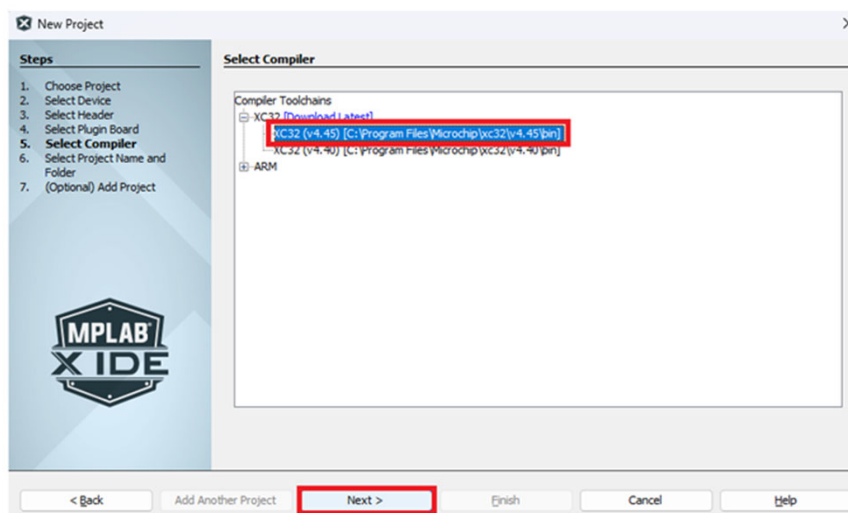 New Project
Steps
1. Choose Project
2. Select Device
3. Select Header
4. Select Plugin Board
5. Select Compiler
6. Select Project Name and
Folder
7. (Optional) Add Project
MPLAB
X IDE
Select Compiler
Compiler Toolchains
XC32 [Download Latest]
XC32 (v4.45) [C:\Program Files\Microchip\xc32\v4.45\bin]
XC32 (v4.40) [C:\Program Files\Microchip\xc32\v4.40\bin]
ARM
< Back
Add Another Project
Next >
Finish
Cancel
Help